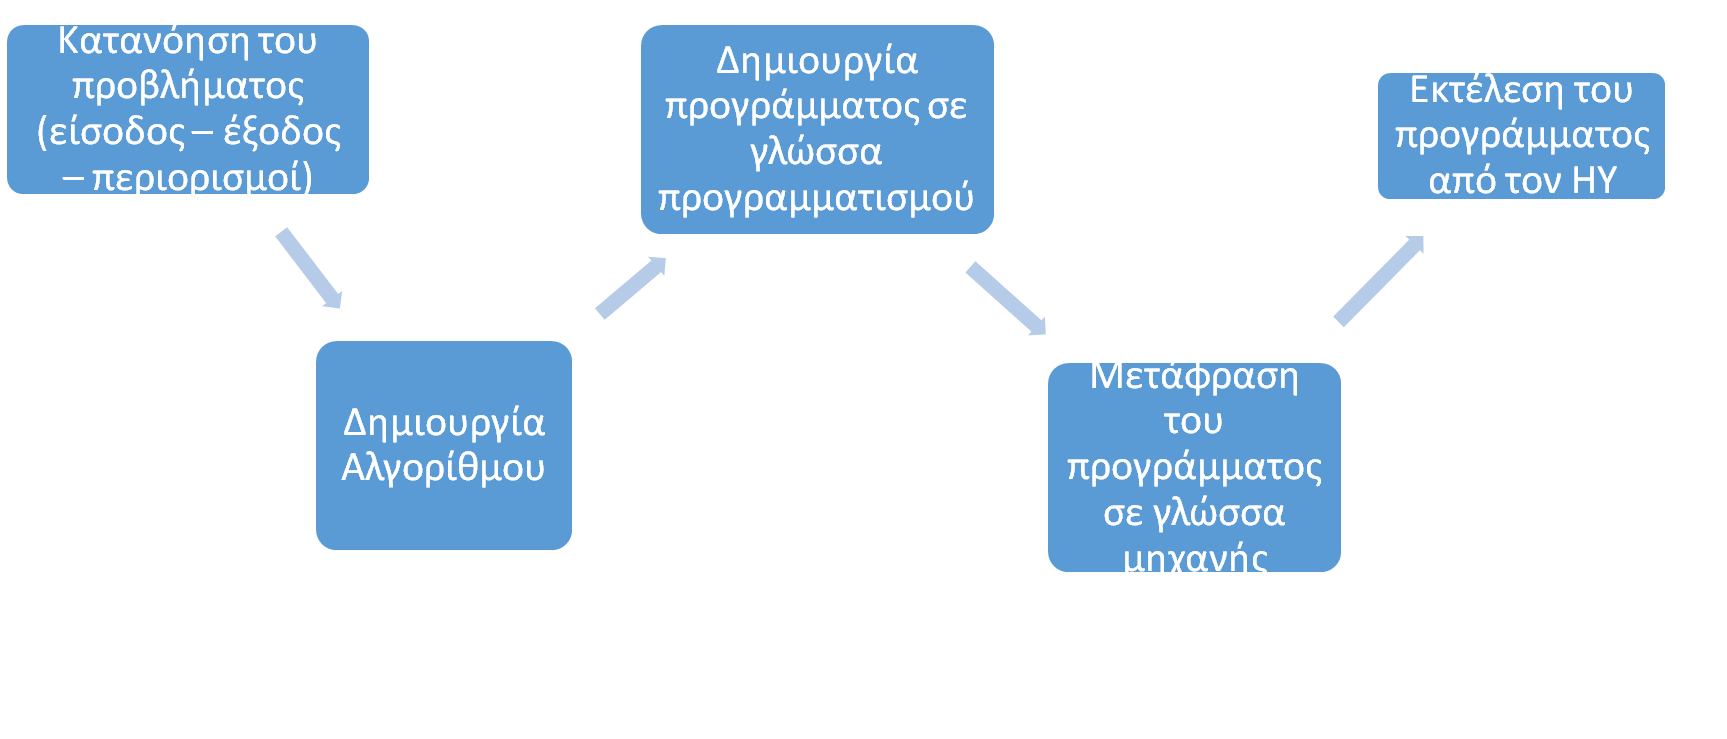 Κατανόηση του
προβλήματος
(είσοδος – έξοδος
– περιορισμοί)
Δημιουργία
Αλγορίθμου
Δημιουργία
προγράμματος σε
γλώσσα
προγραμματισμού
Μετάφραση
του
προγράμματος
σε γλώσσα
μηχανής
Εκτέλεση του
προγράμματος
από τον ΗΥ